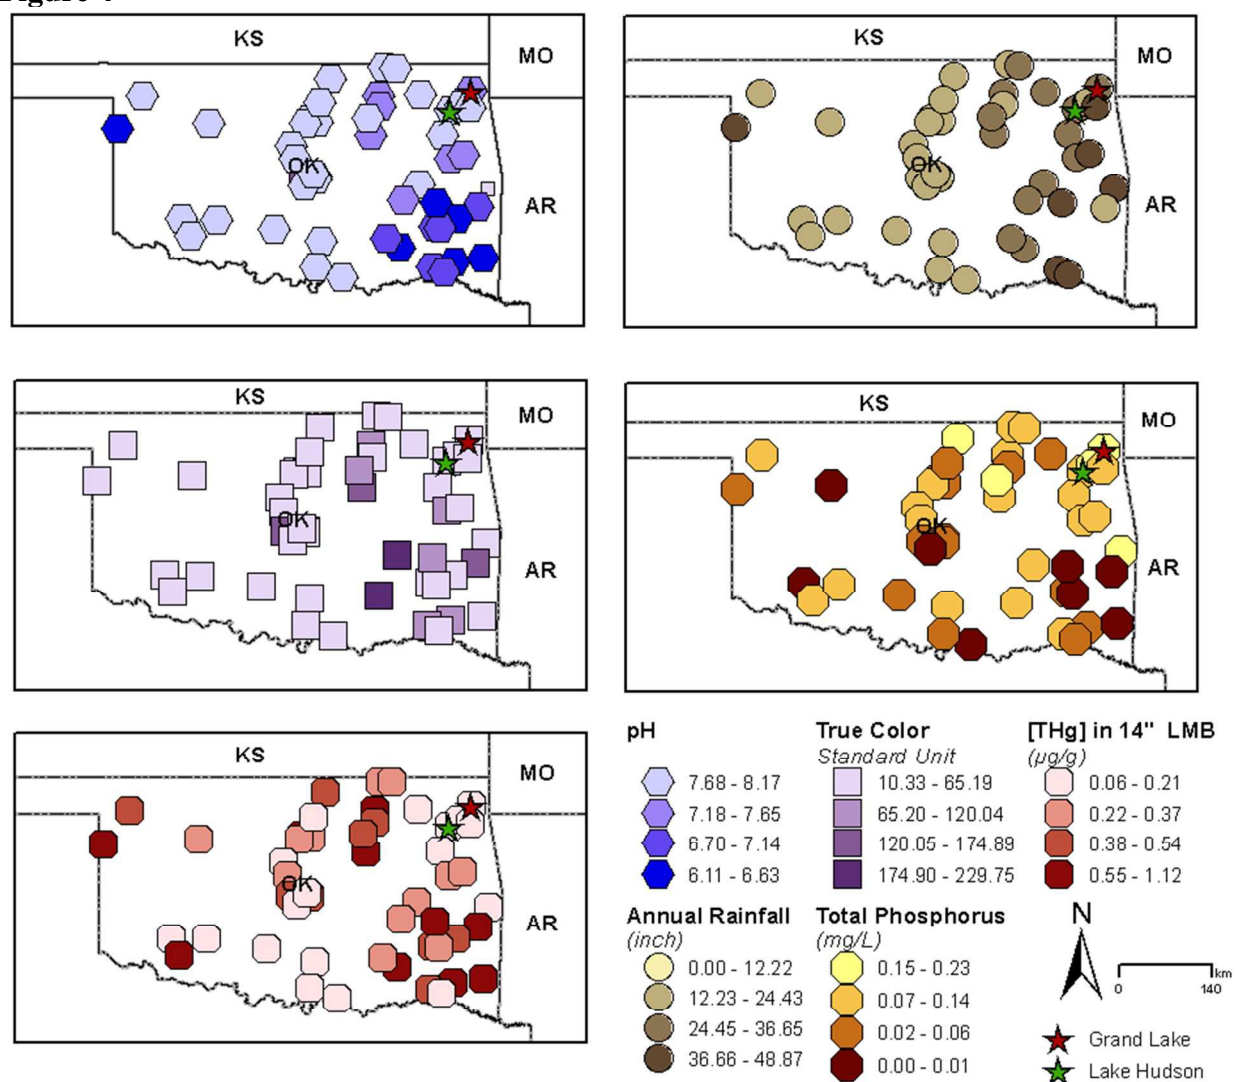 KS
MO
OK
AR
KS
MO
OK
AR
KS
MO
OK
AR
KS
MO
OK
AR
KS
MO
OK
AR
pH
7.68 - 8.17
7.18 - 7.65
6.70 - 7.14
6.11 - 6.63
True Color
Standard Unit
10.33 - 65.19
65.20 - 120.04
120.05 - 174.89
174.90 - 229.75
[THg] in 14" LMB
(µg/g)
0.06 - 0.21
0.22 - 0.37
0.38 - 0.54
0.55 - 1.12
Annual Rainfall
(inch)
0.00 - 12.22
12.23 - 24.43
24.45 - 36.65
36.66 - 48.87
Total Phosphorus
(mg/L)
0.15 - 0.23
0.07 - 0.14
0.02 - 0.06
0.00 - 0.01
N
km
0 140
Grand Lake
Lake Hudson